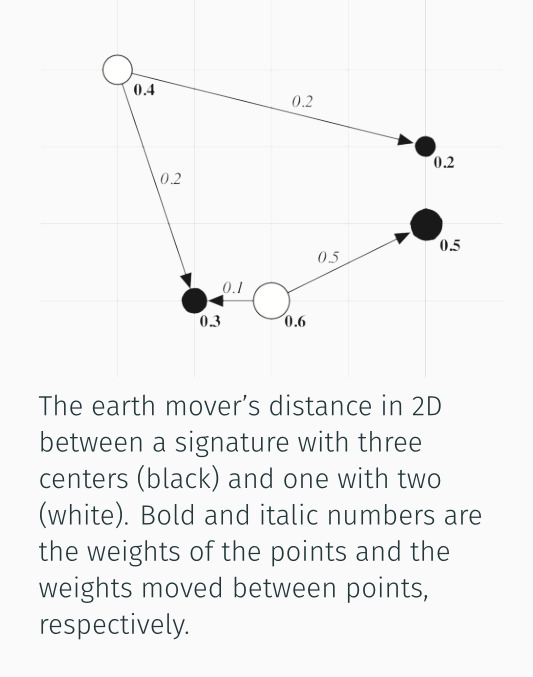 0.4
0.2
0.2
0.2
0.5
0.5
0.1
0.3
0.6
The earth mover’s distance in 2D
between a signature with three
centers (black) and one with two
(white). Bold and italic numbers are
the weights of the points and the
weights moved between points,
respectively.